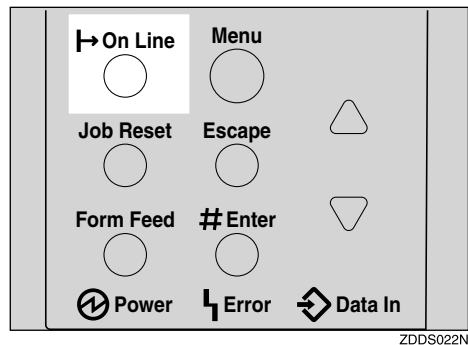 On Line Menu
Job Reset Escape
Form Feed # Enter
Power Error Data In
ZDDS022N